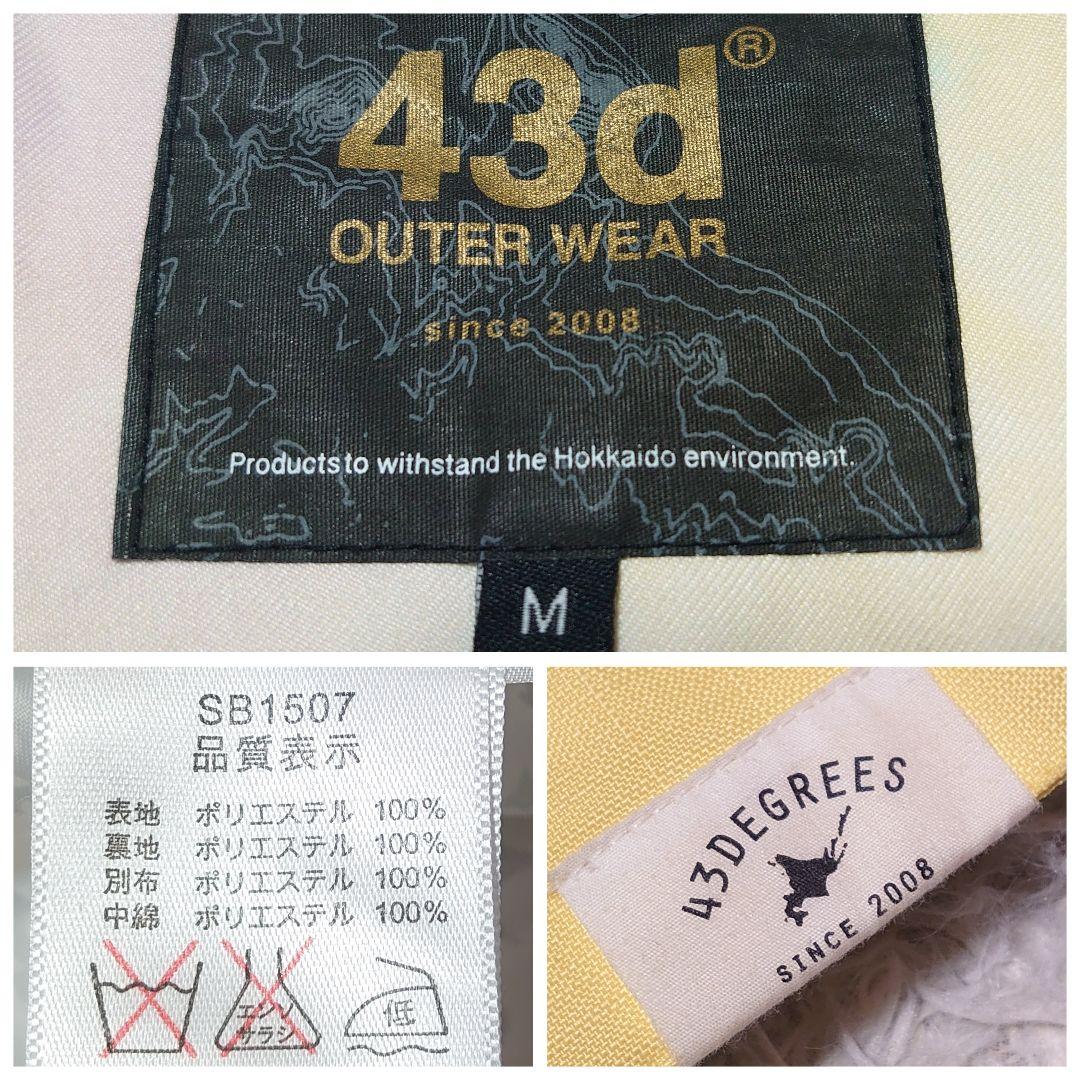 43d®
OUTER WEAR
since 2008
Products to withstand the Hokkaido environment.
M
SB1507
品質表示
表地 ポリエステル 100%
裏地 ポリエステル 100%
別布 ポリエステル 100%
中綿 ポリエステル 100%
エンソ
サラシ
低
43DEGREES
SINCE 2008